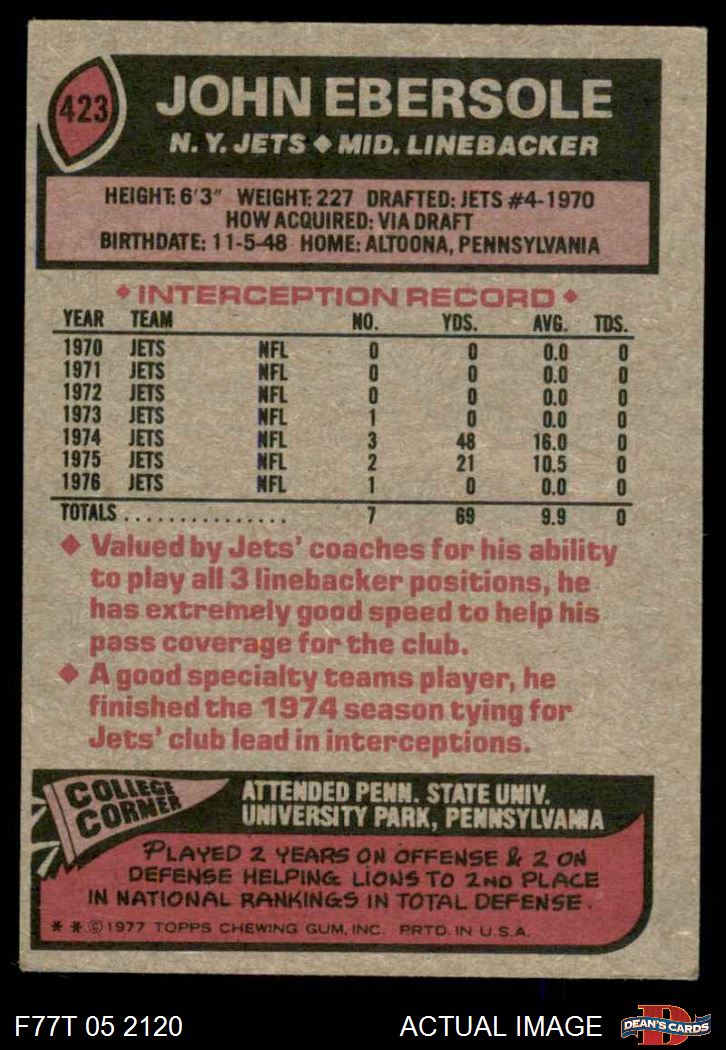 423
JOHN EBERSOLE
N.Y. JETS ♦ MID. LINEBACKER
HEIGHT: 6'3" WEIGHT: 227 DRAFTED: JETS #4-1970
HOW ACQUIRED: VIA DRAFT
BIRTHDATE: 11-5-48 HOME: ALTOONA, PENNSYLVANIA
♦ INTERCEPTION RECORD ♦
YEAR TEAM NO. YDS. AVG. TDS.
1970 JETS NFL 0 0 0.0 0
1971 JETS NFL 0 0 0.0 0
1972 JETS NFL 0 0 0.0 0
1973 JETS NFL 1 0 0.0 0
1974 JETS NFL 3 48 16.0 0
1975 JETS NFL 2 21 10.5 0
1976 JETS NFL 1 0 0.0 0
TOTALS ................ 7 69 9.9 0
♦ Valued by Jets' coaches for his ability
to play all 3 linebacker positions, he
has extremely good speed to help his
pass coverage for the club.
♦ A good specialty teams player, he
finished the 1974 season tying for
Jets' club lead in interceptions.
COLLEGE
CORNER
ATTENDED PENN. STATE UNIV.
UNIVERSITY PARK, PENNSYLVANIA
PLAYED 2 YEARS ON OFFENSE & 2 ON
DEFENSE HELPING LIONS TO 2ND PLACE
IN NATIONAL RANKINGS IN TOTAL DEFENSE.
* * © 1977 TOPPS CHEWING GUM, INC. PRTD. IN U.S.A.
F77T 05 2120 ACTUAL IMAGE
D
DEAN'S CARDS